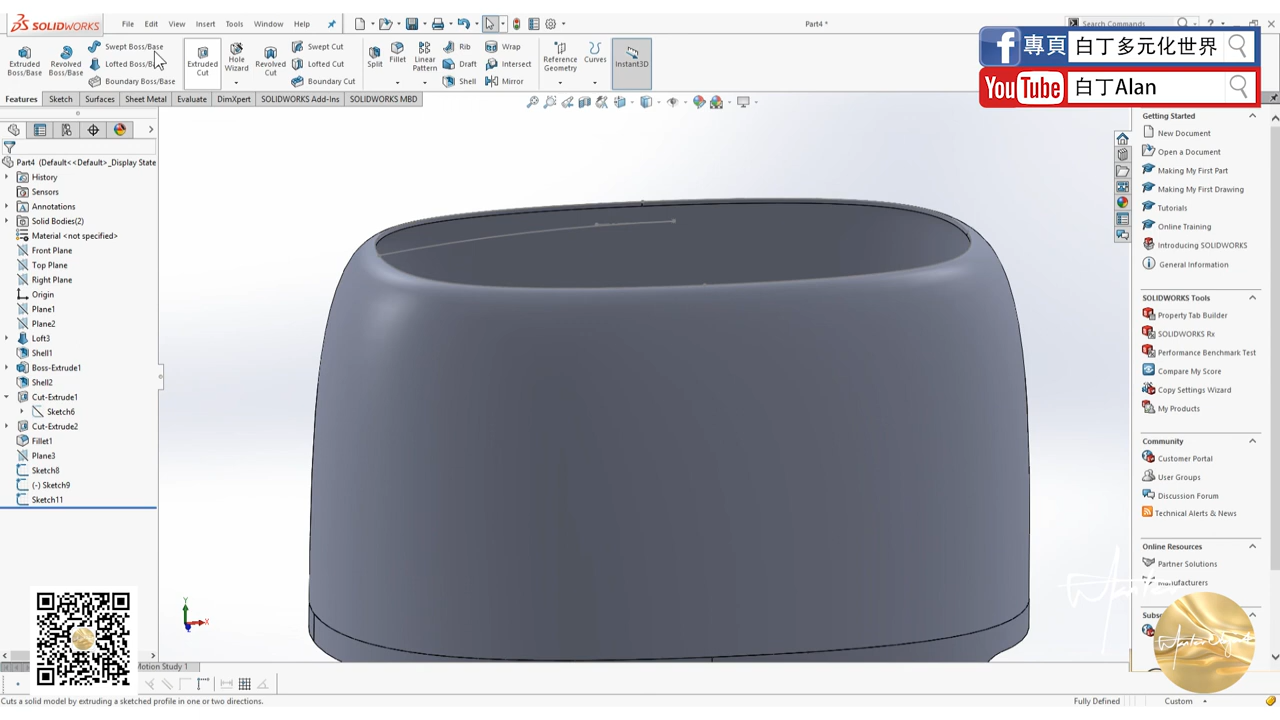 SOLIDWORKS
File Edit View Insert Tools Window Help
Part4 *
Search Commands
專頁 白丁多元化世界
YouTube 白丁Alan
Extruded Boss/Base
Revolved Boss/Base
Swept Boss/Base
Lofted Boss/Ba
Boundary Boss/Base
Extruded Cut
Hole Wizard
Revolved Cut
Swept Cut
Lofted Cut
Boundary Cut
Split
Fillet
Linear Pattern
Rib
Draft
Shell
Wrap
Intersect
Mirror
Reference Geometry
Curves
Instant3D
Features Sketch Surfaces Sheet Metal Evaluate DimXpert SOLIDWORKS Add-Ins SOLIDWORKS MBD
Part4 (Default<<Default>_Display State
History
Sensors
Annotations
Solid Bodies(2)
Material <not specified>
Front Plane
Top Plane
Right Plane
Origin
Plane1
Plane2
Loft3
Shell1
Boss-Extrude1
Shell2
Cut-Extrude1
Sketch6
Cut-Extrude2
Fillet1
Plane3
Sketch8
(-) Sketch9
Sketch11
Y
X
Getting Started
New Document
Open a Document
Making My First Part
Making My First Drawing
Tutorials
Online Training
Introducing SOLIDWORKS
General Information
SOLIDWORKS Tools
Property Tab Builder
SOLIDWORKS Rx
Performance Benchmark Test
Compare My Score
Copy Settings Wizard
My Products
Community
Customer Portal
User Groups
Discussion Forum
Technical Alerts & News
Online Resources
Partner Solutions
Manufacturers
Subs
Motion Study 1
Cuts a solid model by extruding a sketched profile in one or two directions.
Fully Defined
Custom